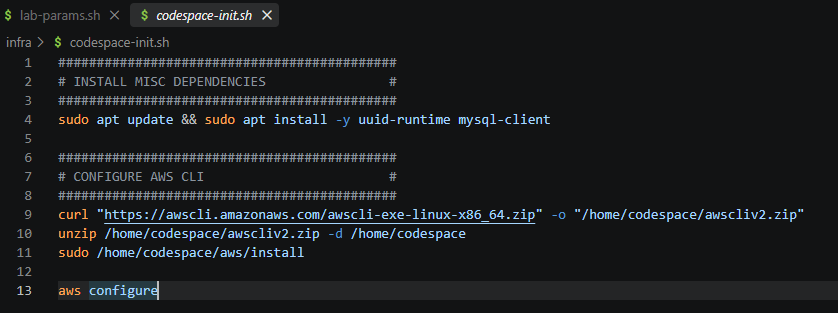 $ lab-params.sh $ codespace-init.sh ×
infra > $ codespace-init.sh
1 ############################################
2 # INSTALL MISC DEPENDENCIES #
3 ############################################
4 sudo apt update && sudo apt install -y uuid-runtime mysql-client
5
6 ############################################
7 # CONFIGURE AWS CLI #
8 ############################################
9 curl "https://awscli.amazonaws.com/awscli-exe-linux-x86_64.zip" -o "/home/codespace/awscliv2.zip"
10 unzip /home/codespace/awscliv2.zip -d /home/codespace
11 sudo /home/codespace/aws/install
12
13 aws configure